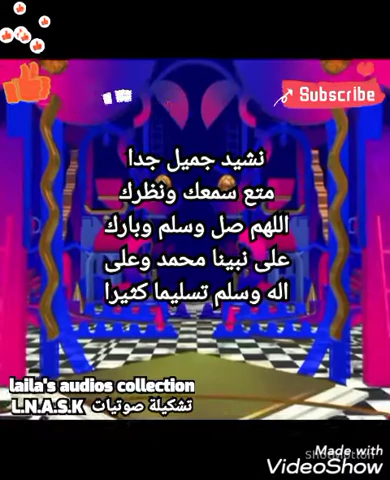 Subscribe
نشيد جميل جدا
متع سمعك ونظرك
اللهم صل وسلم وبارك
على نبينا محمد وعلى
اله وسلم تسليما كثيرا
laila's audios collection
L.N.A.S.K تشكيلة صوتيات
Made with
VideoShow